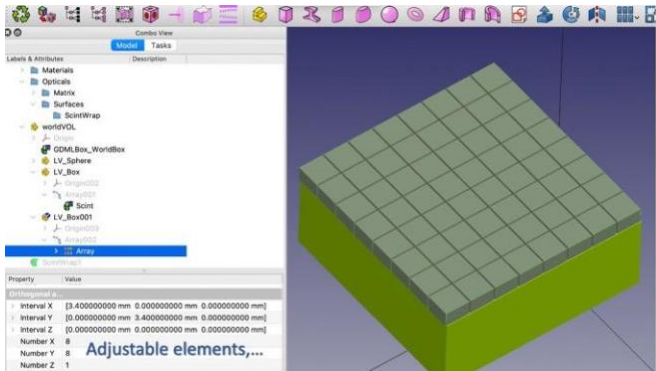 Combo View
Model Tasks
Labels & Attributes Description
Materials
Opticals
Matrix
Surfaces
ScintWrap
worldVOL
Origin
GDMLBox_WorldBox
LV_Sphere
LV_Box
Origin002
Array001
Scint
LV_Box001
Origin003
Array002
Array
ScintWrap1
Property Value
Orthogonal a...
Interval X [3.400000000 mm 0.000000000 mm 0.000000000 mm]
Interval Y [0.000000000 mm 3.400000000 mm 0.000000000 mm]
Interval Z [0.000000000 mm 0.000000000 mm 0.000000000 mm]
Number X 8
Number Y 8
Number Z 1
Adjustable elements,...